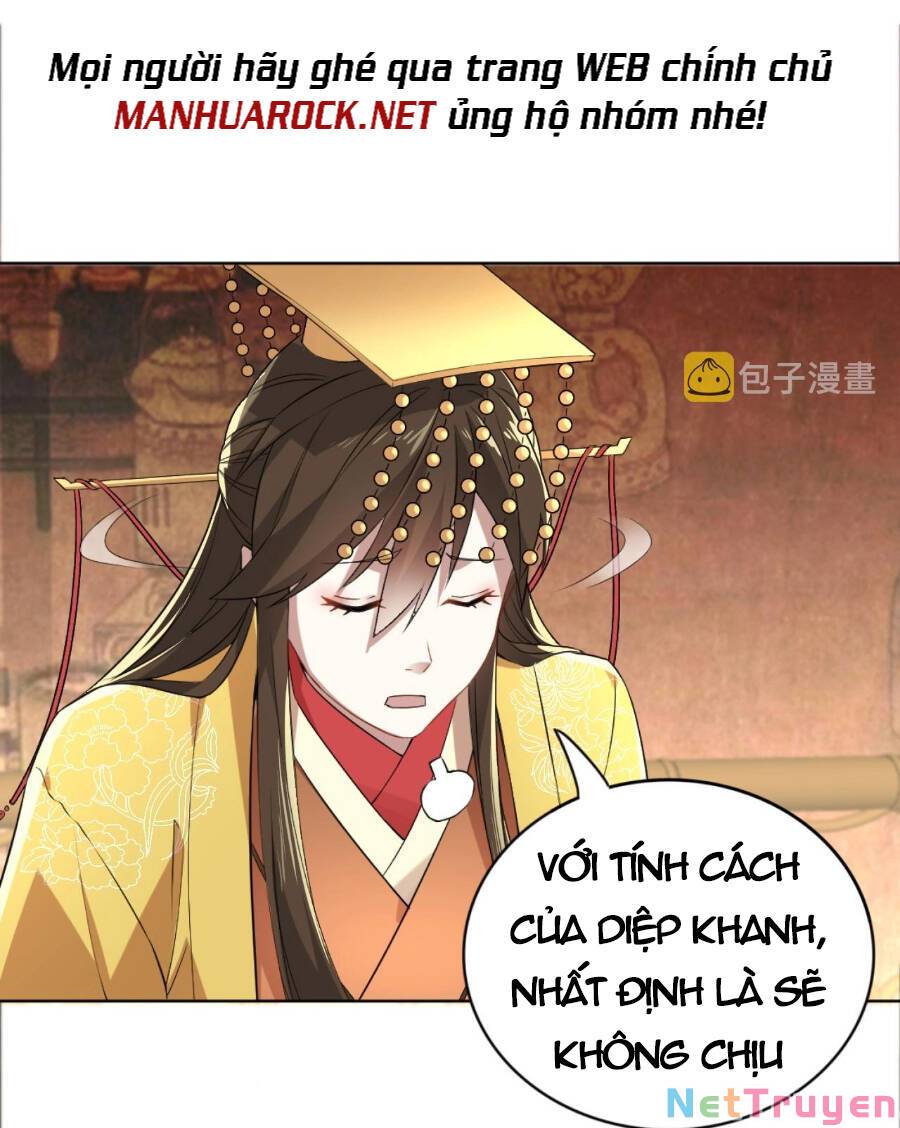 Mọi người hãy ghé qua trang WEB chính chủ
MANHUAROCK.NET ủng hộ nhóm nhé!
包子漫畫
VỚI TÍNH CÁCH
CỦA DIỆP KHANH,
NHẤT ĐỊNH LÀ SẼ
KHÔNG CHỊU
NetTruyen